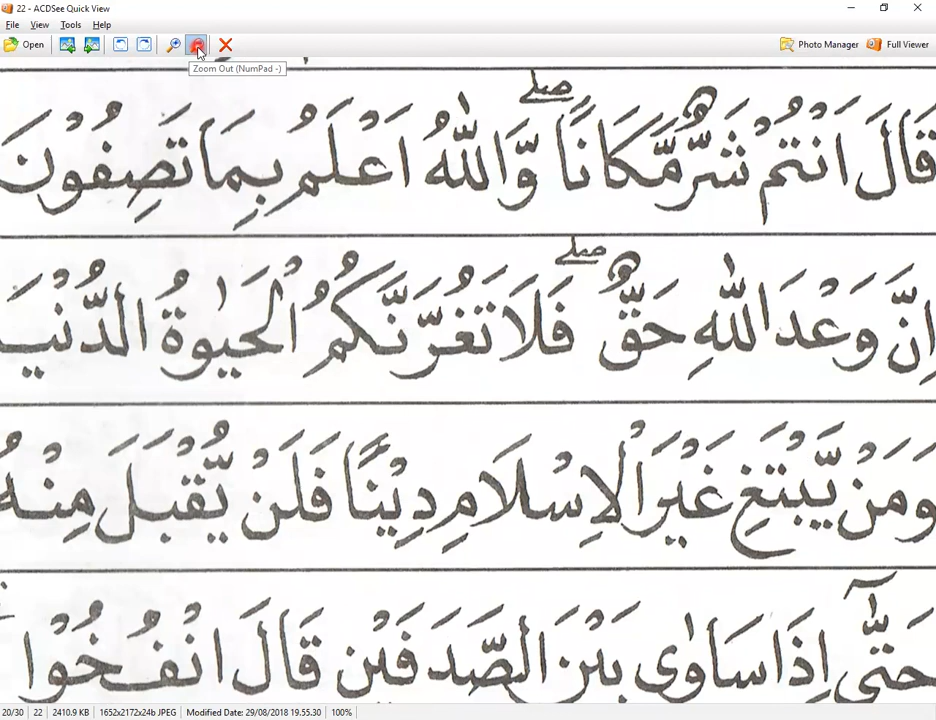 22 - ACDSee Quick View
File View Tools Help
Open Photo Manager Full Viewer
Zoom Out (NumPad -)
قَالَ اَنْتُمْ شَرٌّ مَّكَانًا ۖ وَّاللّٰهُ اَعْلَمُ بِمَا تَصِفُوْنَ
اِنَّ وَعْدَ اللّٰهِ حَقٌّ ۖ فَلَا تَغُرَّنَّكُمُ الْحَيٰوةُ الدُّنْيَ
وَمَنْ يَّبْتَغِ غَيْرَ الْاِسْلَامِ دِيْنًا فَلَنْ يُّقْبَلَ مِنْهُ
حَتّٰٓى اِذَا سَاوٰى بَيْنَ الصَّدَفَيْنِ قَالَ انْفُخُوْا
20/30 22 2410.9 KB 1652x2172x24b JPEG Modified Date: 29/08/2018 19.55.30 100%